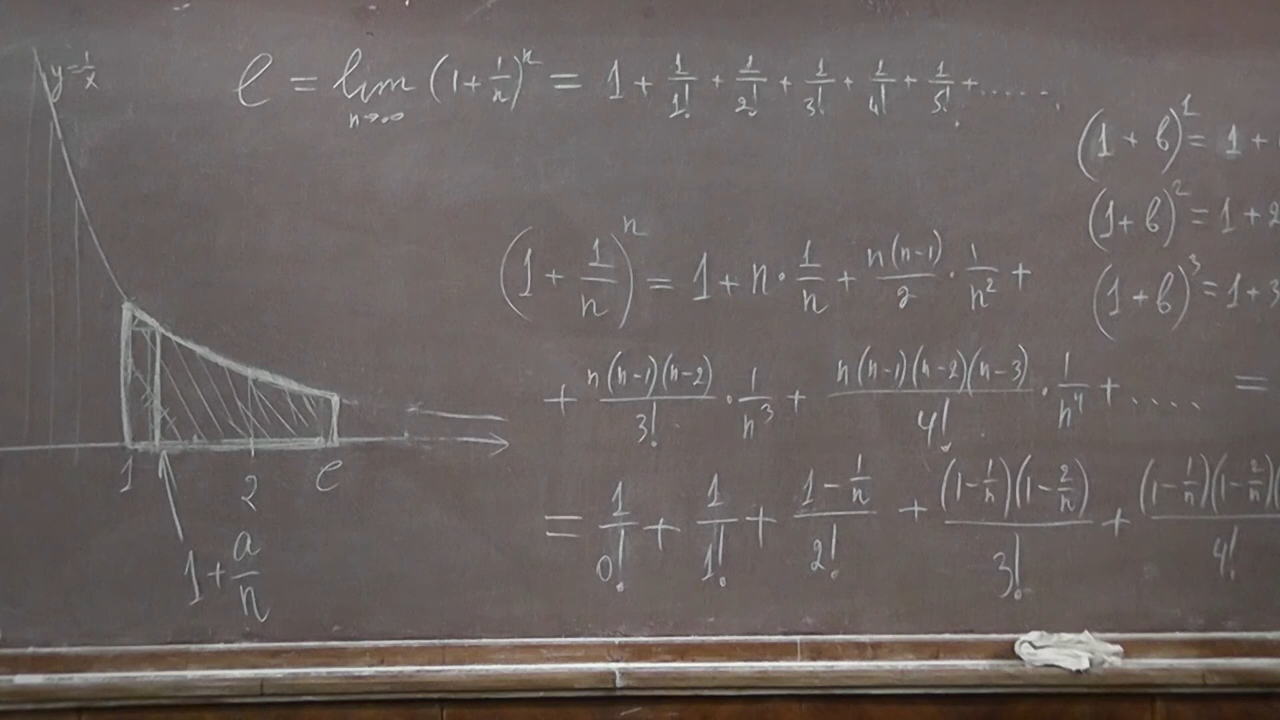 y=1/x
e = lim n→∞ (1+1/n)^n = 1 + 1/1! + 1/2! + 1/3! + 1/4! + 1/5! + ......
(1 + b)^1 = 1 +
(1 + b)^2 = 1 + 2
(1 + b)^3 = 1 + 3
(1 + 1/n)^n = 1 + n · 1/n + n(n-1)/2 · 1/n^2 +
+ n(n-1)(n-2)/3! · 1/n^3 + n(n-1)(n-2)(n-3)/4! · 1/n^4 + .... =
= 1/0! + 1/1! + (1 - 1/n)/2! + (1 - 1/n)(1 - 2/n)/3! + (1 - 1/n)(1 - 2/n)(/4!
1 2 e
1 + a/n